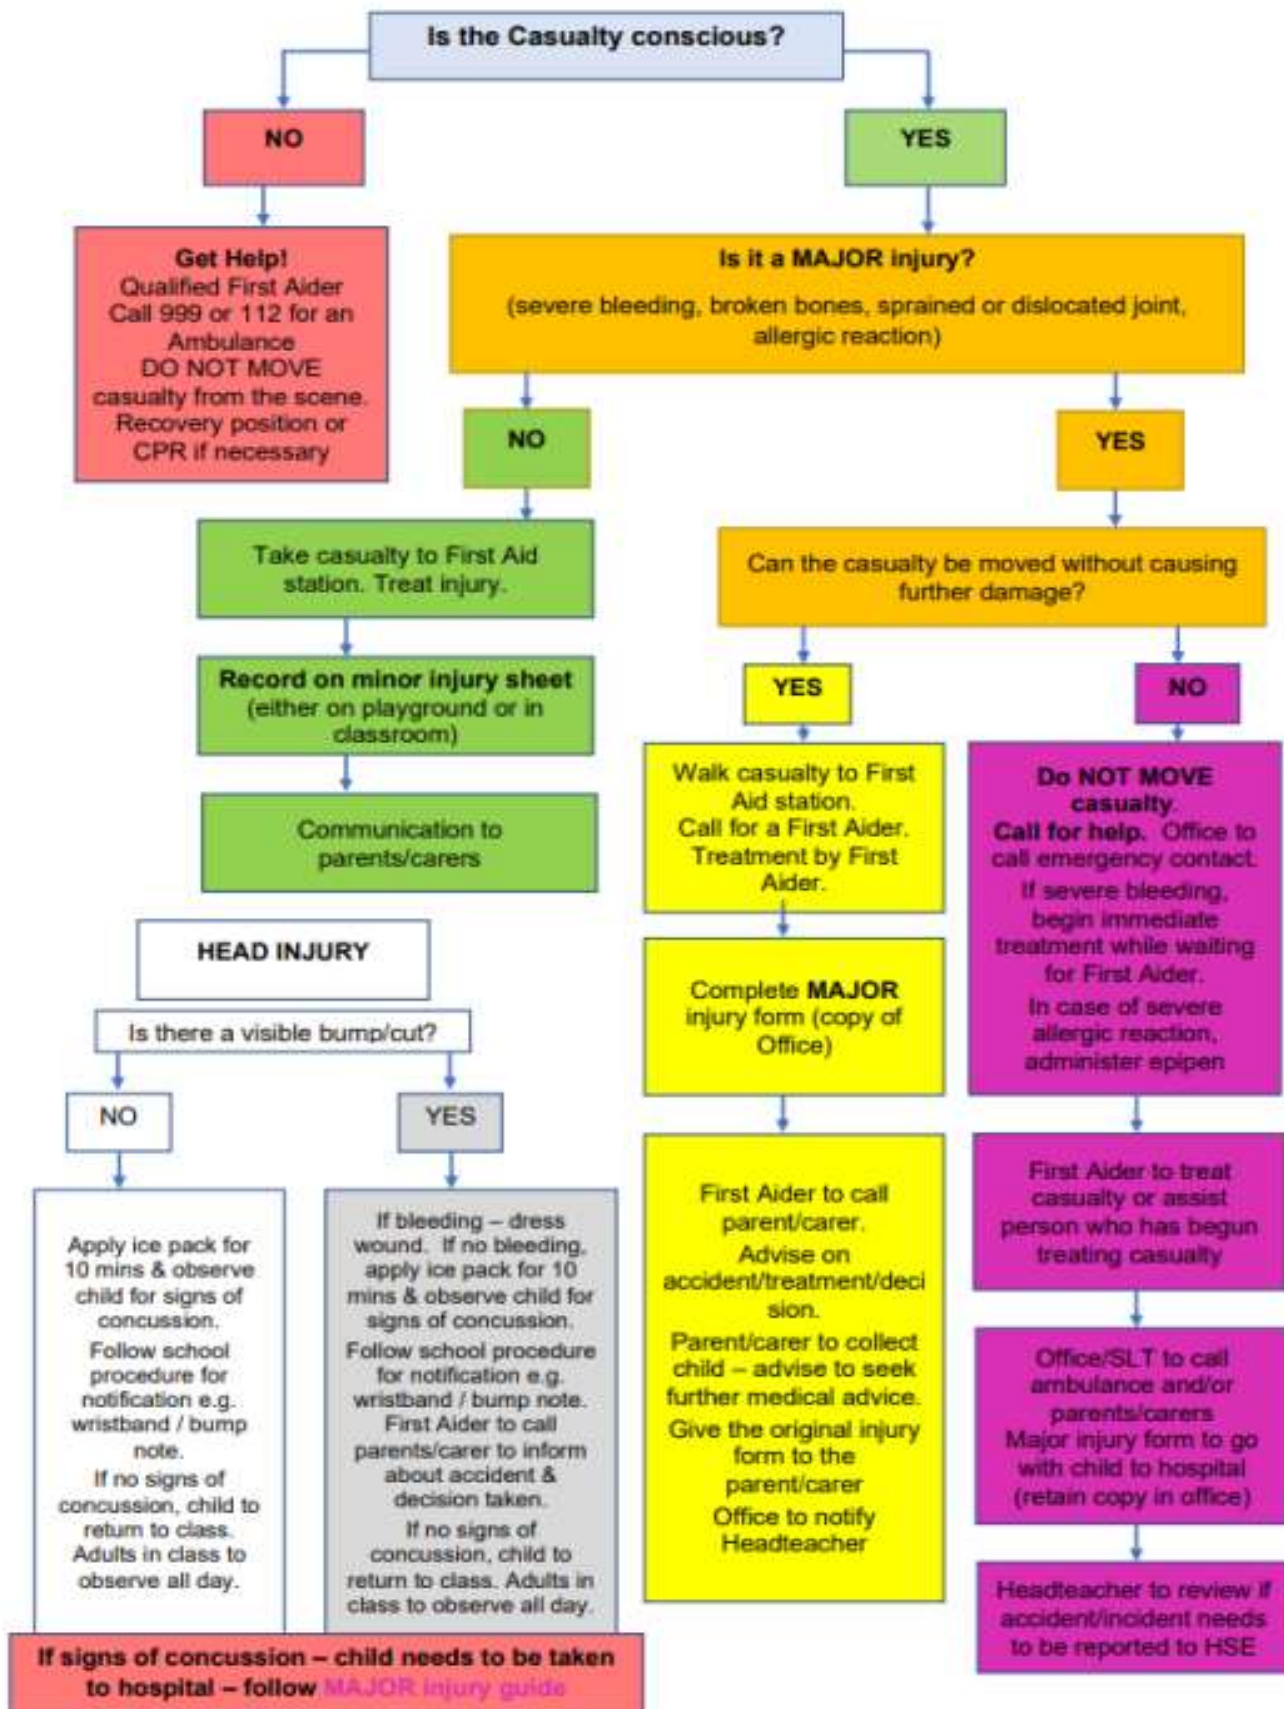 Is the Casualty conscious?
NO
YES
Get Help!
Qualified First Aider
Call 999 or 112 for an
Ambulance
DO NOT MOVE
casualty from the scene.
Recovery position or
CPR if necessary
Is it a MAJOR injury?
(severe bleeding, broken bones, sprained or dislocated joint,
allergic reaction)
NO
YES
Take casualty to First Aid
station. Treat injury.
Record on minor injury sheet
(either on playground or in
classroom)
Communication to
parents/carers
Can the casualty be moved without causing
further damage?
YES
NO
Walk casualty to First
Aid station.
Call for a First Aider.
Treatment by First
Aider.
Complete MAJOR
injury form (copy of
Office)
First Aider to call
parent/carer.
Advise on
accident/treatment/deci
sion.
Parent/carer to collect
child – advise to seek
further medical advice.
Give the original injury
form to the
parent/carer
Office to notify
Headteacher
Do NOT MOVE
casualty.
Call for help. Office to
call emergency contact.
If severe bleeding,
begin immediate
treatment while waiting
for First Aider.
In case of severe
allergic reaction,
administer epipen
First Aider to treat
casualty or assist
person who has begun
treating casualty
Office/SLT to call
ambulance and/or
parents/carers
Major injury form to go
with child to hospital
(retain copy in office)
Headteacher to review if
accident/incident needs
to be reported to HSE
HEAD INJURY
Is there a visible bump/cut?
NO
YES
Apply ice pack for
10 mins & observe
child for signs of
concussion.
Follow school
procedure for
notification e.g.
wristband / bump
note.
If no signs of
concussion, child to
return to class.
Adults in class to
observe all day.
If bleeding – dress
wound. If no bleeding,
apply ice pack for 10
mins & observe child for
signs of concussion.
Follow school procedure
for notification e.g.
wristband / bump note.
First Aider to call
parents/carer to inform
about accident &
decision taken.
If no signs of
concussion, child to
return to class. Adults in
class to observe all day.
If signs of concussion – child needs to be taken
to hospital – follow MAJOR injury guide